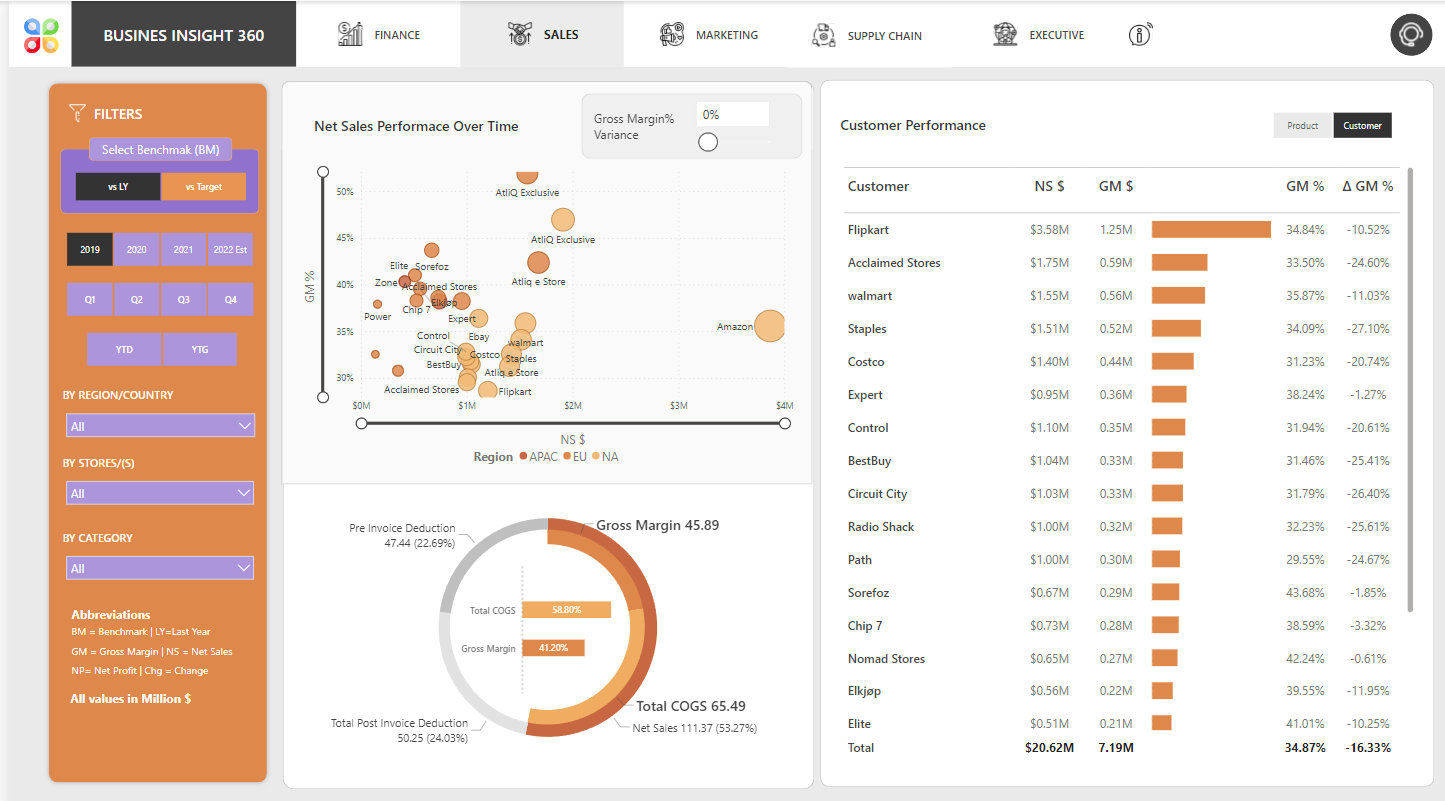 BUSINES INSIGHT 360
FINANCE
SALES
MARKETING
SUPPLY CHAIN
EXECUTIVE
FILTERS
Select Benchmak (BM)
vs LY
vs Target
2019
2020
2021
2022 Est
Q1
Q2
Q3
Q4
YTD
YTG
BY REGION/COUNTRY
All
BY STORES/(S)
All
BY CATEGORY
All
Abbreviations
BM = Benchmark | LY=Last Year
GM = Gross Margin | NS = Net Sales
NP= Net Profit | Chg = Change
All values in Million $
Net Sales Performace Over Time
Gross Margin%
Variance
0%
GM %
50%
45%
40%
35%
30%
AtliQ Exclusive
AtliQ Exclusive
Atliq e Store
Elite
Sorefoz
Zone
Acclaimed Stores
Elkjøp
Chip 7
Power
Expert
Amazon
Control
Ebay
walmart
Circuit City
Costco
Staples
BestBuy
Atliq e Store
Acclaimed Stores
Flipkart
$0M
$1M
$2M
$3M
$4M
NS $
Region APAC EU NA
Pre Invoice Deduction
47.44 (22.69%)
Gross Margin 45.89
Total COGS
58.80%
Gross Margin
41.20%
Total COGS 65.49
Total Post Invoice Deduction
50.25 (24.03%)
Net Sales 111.37 (53.27%)
Customer Performance
Product
Customer
Customer NS $ GM $ GM % Δ GM %
Flipkart $3.58M 1.25M 34.84% -10.52%
Acclaimed Stores $1.75M 0.59M 33.50% -24.60%
walmart $1.55M 0.56M 35.87% -11.03%
Staples $1.51M 0.52M 34.09% -27.10%
Costco $1.40M 0.44M 31.23% -20.74%
Expert $0.95M 0.36M 38.24% -1.27%
Control $1.10M 0.35M 31.94% -20.61%
BestBuy $1.04M 0.33M 31.46% -25.41%
Circuit City $1.03M 0.33M 31.79% -26.40%
Radio Shack $1.00M 0.32M 32.23% -25.61%
Path $1.00M 0.30M 29.55% -24.67%
Sorefoz $0.67M 0.29M 43.68% -1.85%
Chip 7 $0.73M 0.28M 38.59% -3.32%
Nomad Stores $0.65M 0.27M 42.24% -0.61%
Elkjøp $0.56M 0.22M 39.55% -11.95%
Elite $0.51M 0.21M 41.01% -10.25%
Total $20.62M 7.19M 34.87% -16.33%